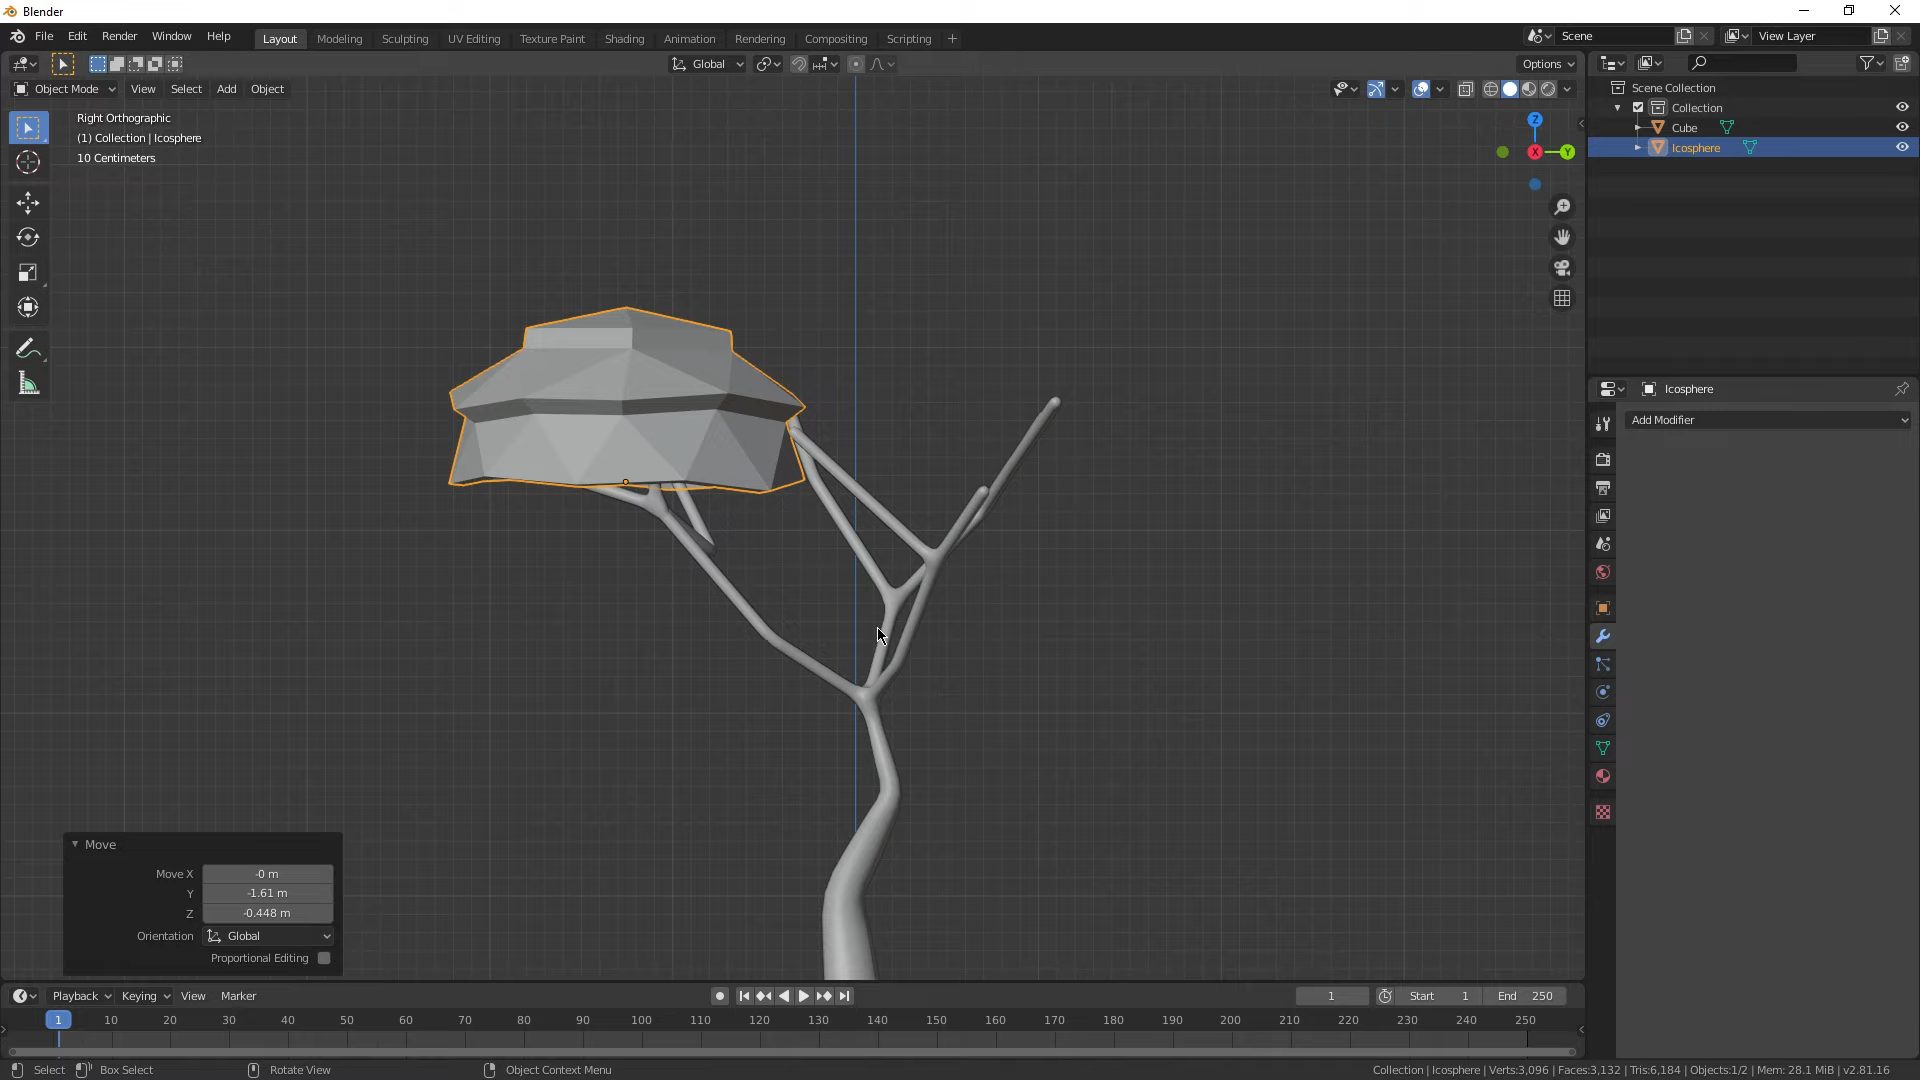 Blender
File Edit Render Window Help
Layout Modeling Sculpting UV Editing Texture Paint Shading Animation Rendering Compositing Scripting +
Scene
View Layer
Global
Options
Object Mode View Select Add Object
Right Orthographic
(1) Collection | Icosphere
10 Centimeters
Z
X
Y
Scene Collection
Collection
Cube
Icosphere
Icosphere
Add Modifier
Move
Move X -0 m
Y -1.61 m
Z -0.448 m
Orientation Global
Proportional Editing
Playback Keying View Marker
1
Start 1
End 250
1 10 20 30 40 50 60 70 80 90 100 110 120 130 140 150 160 170 180 190 200 210 220 230 240 250
Select Box Select Rotate View Object Context Menu
Collection | Icosphere | Verts:3,096 | Faces:3,132 | Tris:6,184 | Objects:1/2 | Mem: 28.1 MiB | v2.81.16